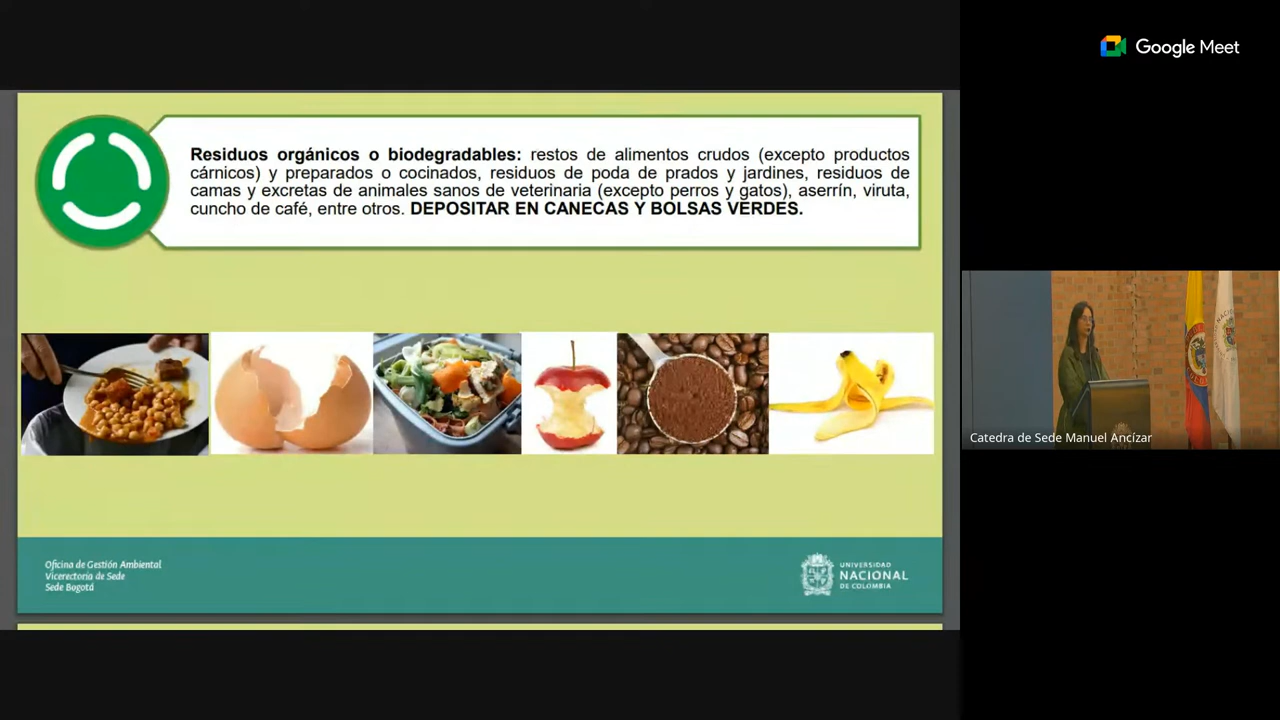 Google Meet
Residuos orgánicos o biodegradables: restos de alimentos crudos (excepto productos
cárnicos) y preparados o cocinados, residuos de poda de prados y jardines, residuos de
camas y excretas de animales sanos de veterinaria (excepto perros y gatos), aserrín, viruta,
cuncho de café, entre otros. DEPOSITAR EN CANECAS Y BOLSAS VERDES.
Catedra de Sede Manuel Ancízar
Oficina de Gestión Ambiental
Vicerectoria de Sede
Sede Bogotá
UNIVERSIDAD
NACIONAL
DE COLOMBIA